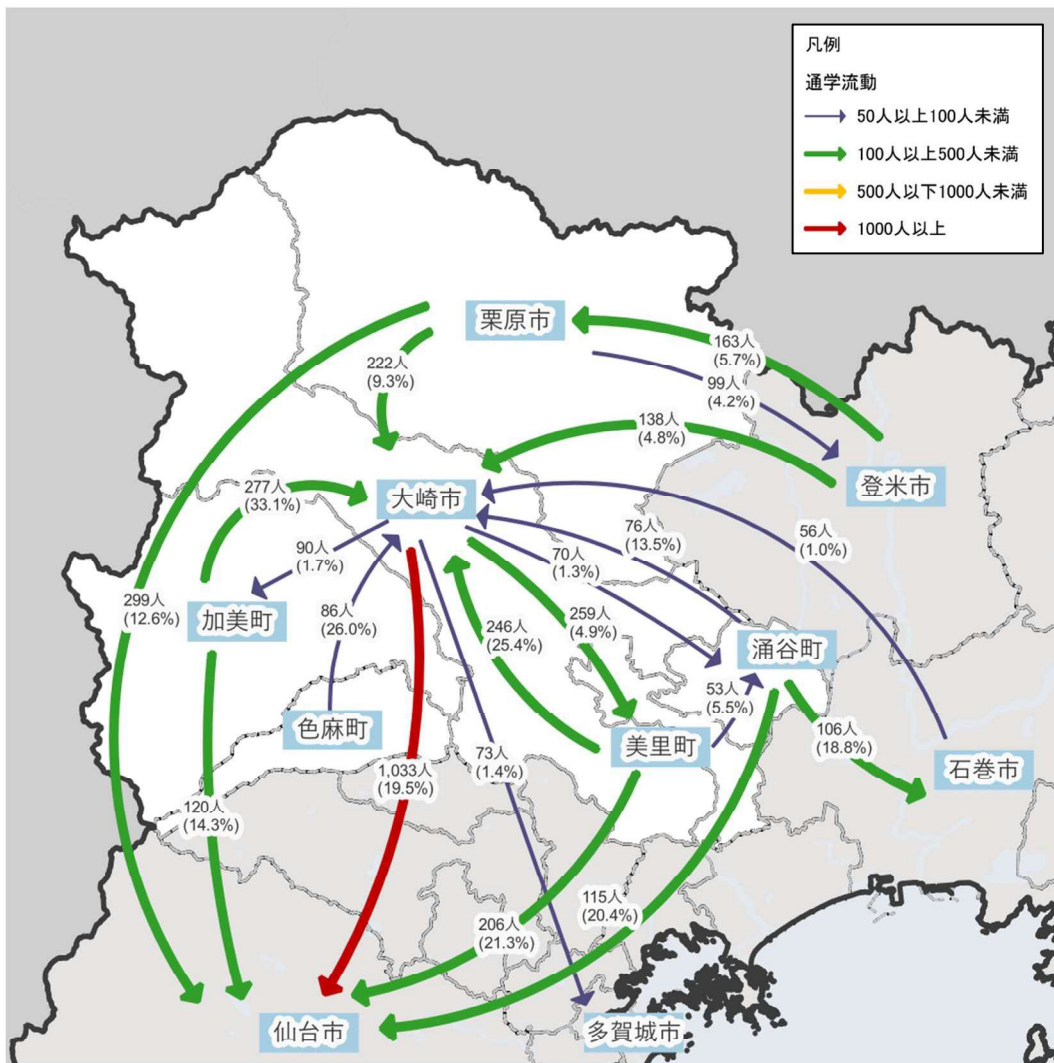 凡例
通学流動
50人以上100人未満
100人以上500人未満
500人以下1000人未満
1000人以上
栗原市
163人
(5.7%)
222人
(9.3%)
99人
(4.2%)
138人
(4.8%)
登米市
277人
(33.1%)
大崎市
76人
(13.5%)
56人
(1.0%)
90人
(1.7%)
70人
(1.3%)
299人
(12.6%)
加美町
86人
(26.0%)
246人
(25.4%)
259人
(4.9%)
涌谷町
53人
(5.5%)
色麻町
美里町
106人
(18.8%)
石巻市
1,033人
(19.5%)
73人
(1.4%)
120人
(14.3%)
115人
(20.4%)
206人
(21.3%)
仙台市
多賀城市